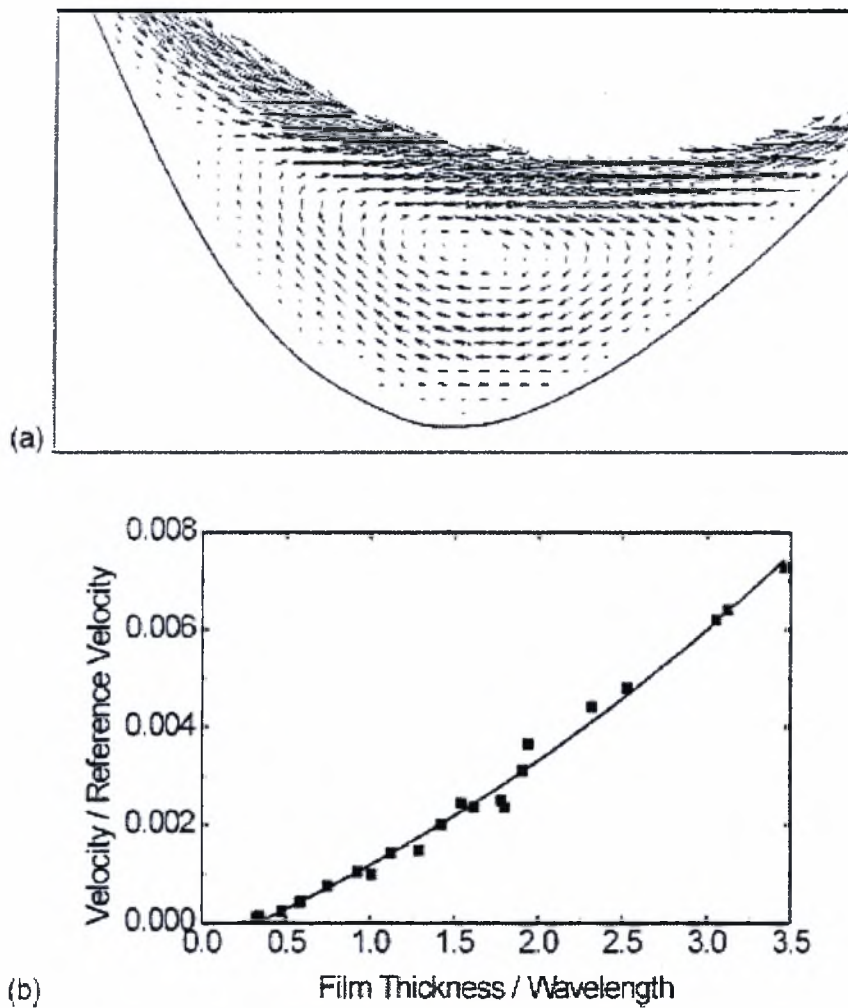 (a)
0.008
0.006
0.004
0.002
0.000
Velocity / Reference Velocity
0.0 0.5 1.0 1.5 2.0 2.5 3.0 3.5
Film Thickness / Wavelength
(b)